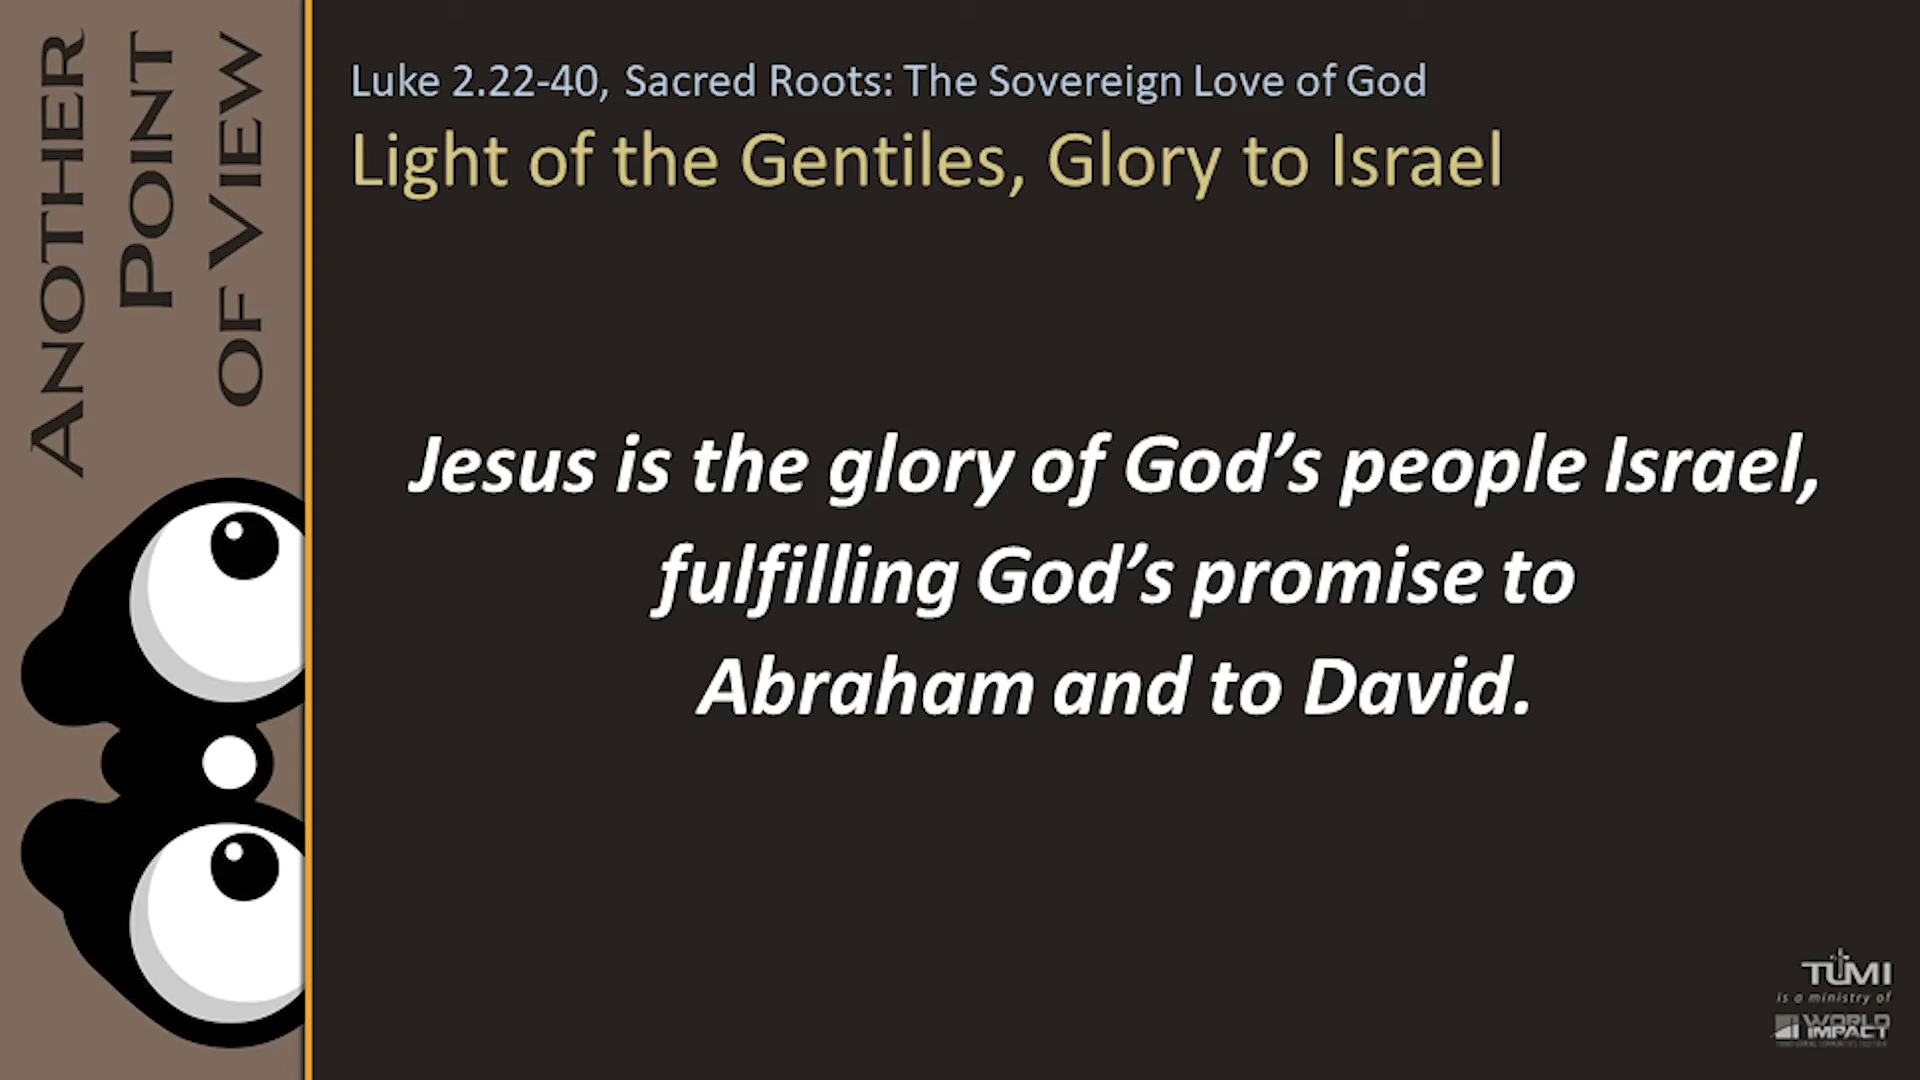 ANOTHER
POINT
OF VIEW
Luke 2.22-40, Sacred Roots: The Sovereign Love of God
Light of the Gentiles, Glory to Israel
Jesus is the glory of God’s people Israel,
fulfilling God’s promise to
Abraham and to David.
TUMI
is a ministry of
WORLD
IMPACT